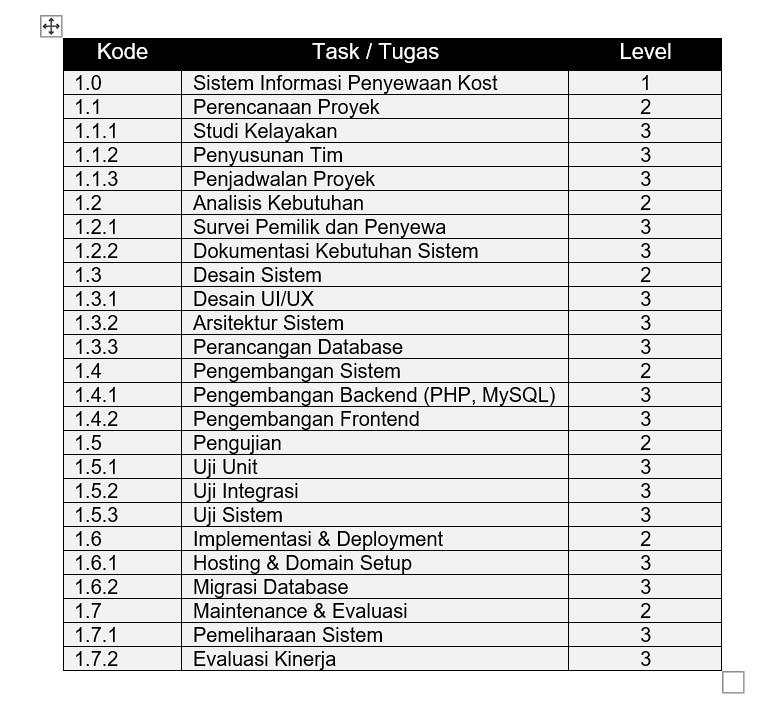 Kode Task / Tugas Level
1.0 Sistem Informasi Penyewaan Kost 1
1.1 Perencanaan Proyek 2
1.1.1 Studi Kelayakan 3
1.1.2 Penyusunan Tim 3
1.1.3 Penjadwalan Proyek 3
1.2 Analisis Kebutuhan 2
1.2.1 Survei Pemilik dan Penyewa 3
1.2.2 Dokumentasi Kebutuhan Sistem 3
1.3 Desain Sistem 2
1.3.1 Desain UI/UX 3
1.3.2 Arsitektur Sistem 3
1.3.3 Perancangan Database 3
1.4 Pengembangan Sistem 2
1.4.1 Pengembangan Backend (PHP, MySQL) 3
1.4.2 Pengembangan Frontend 3
1.5 Pengujian 2
1.5.1 Uji Unit 3
1.5.2 Uji Integrasi 3
1.5.3 Uji Sistem 3
1.6 Implementasi & Deployment 2
1.6.1 Hosting & Domain Setup 3
1.6.2 Migrasi Database 3
1.7 Maintenance & Evaluasi 2
1.7.1 Pemeliharaan Sistem 3
1.7.2 Evaluasi Kinerja 3